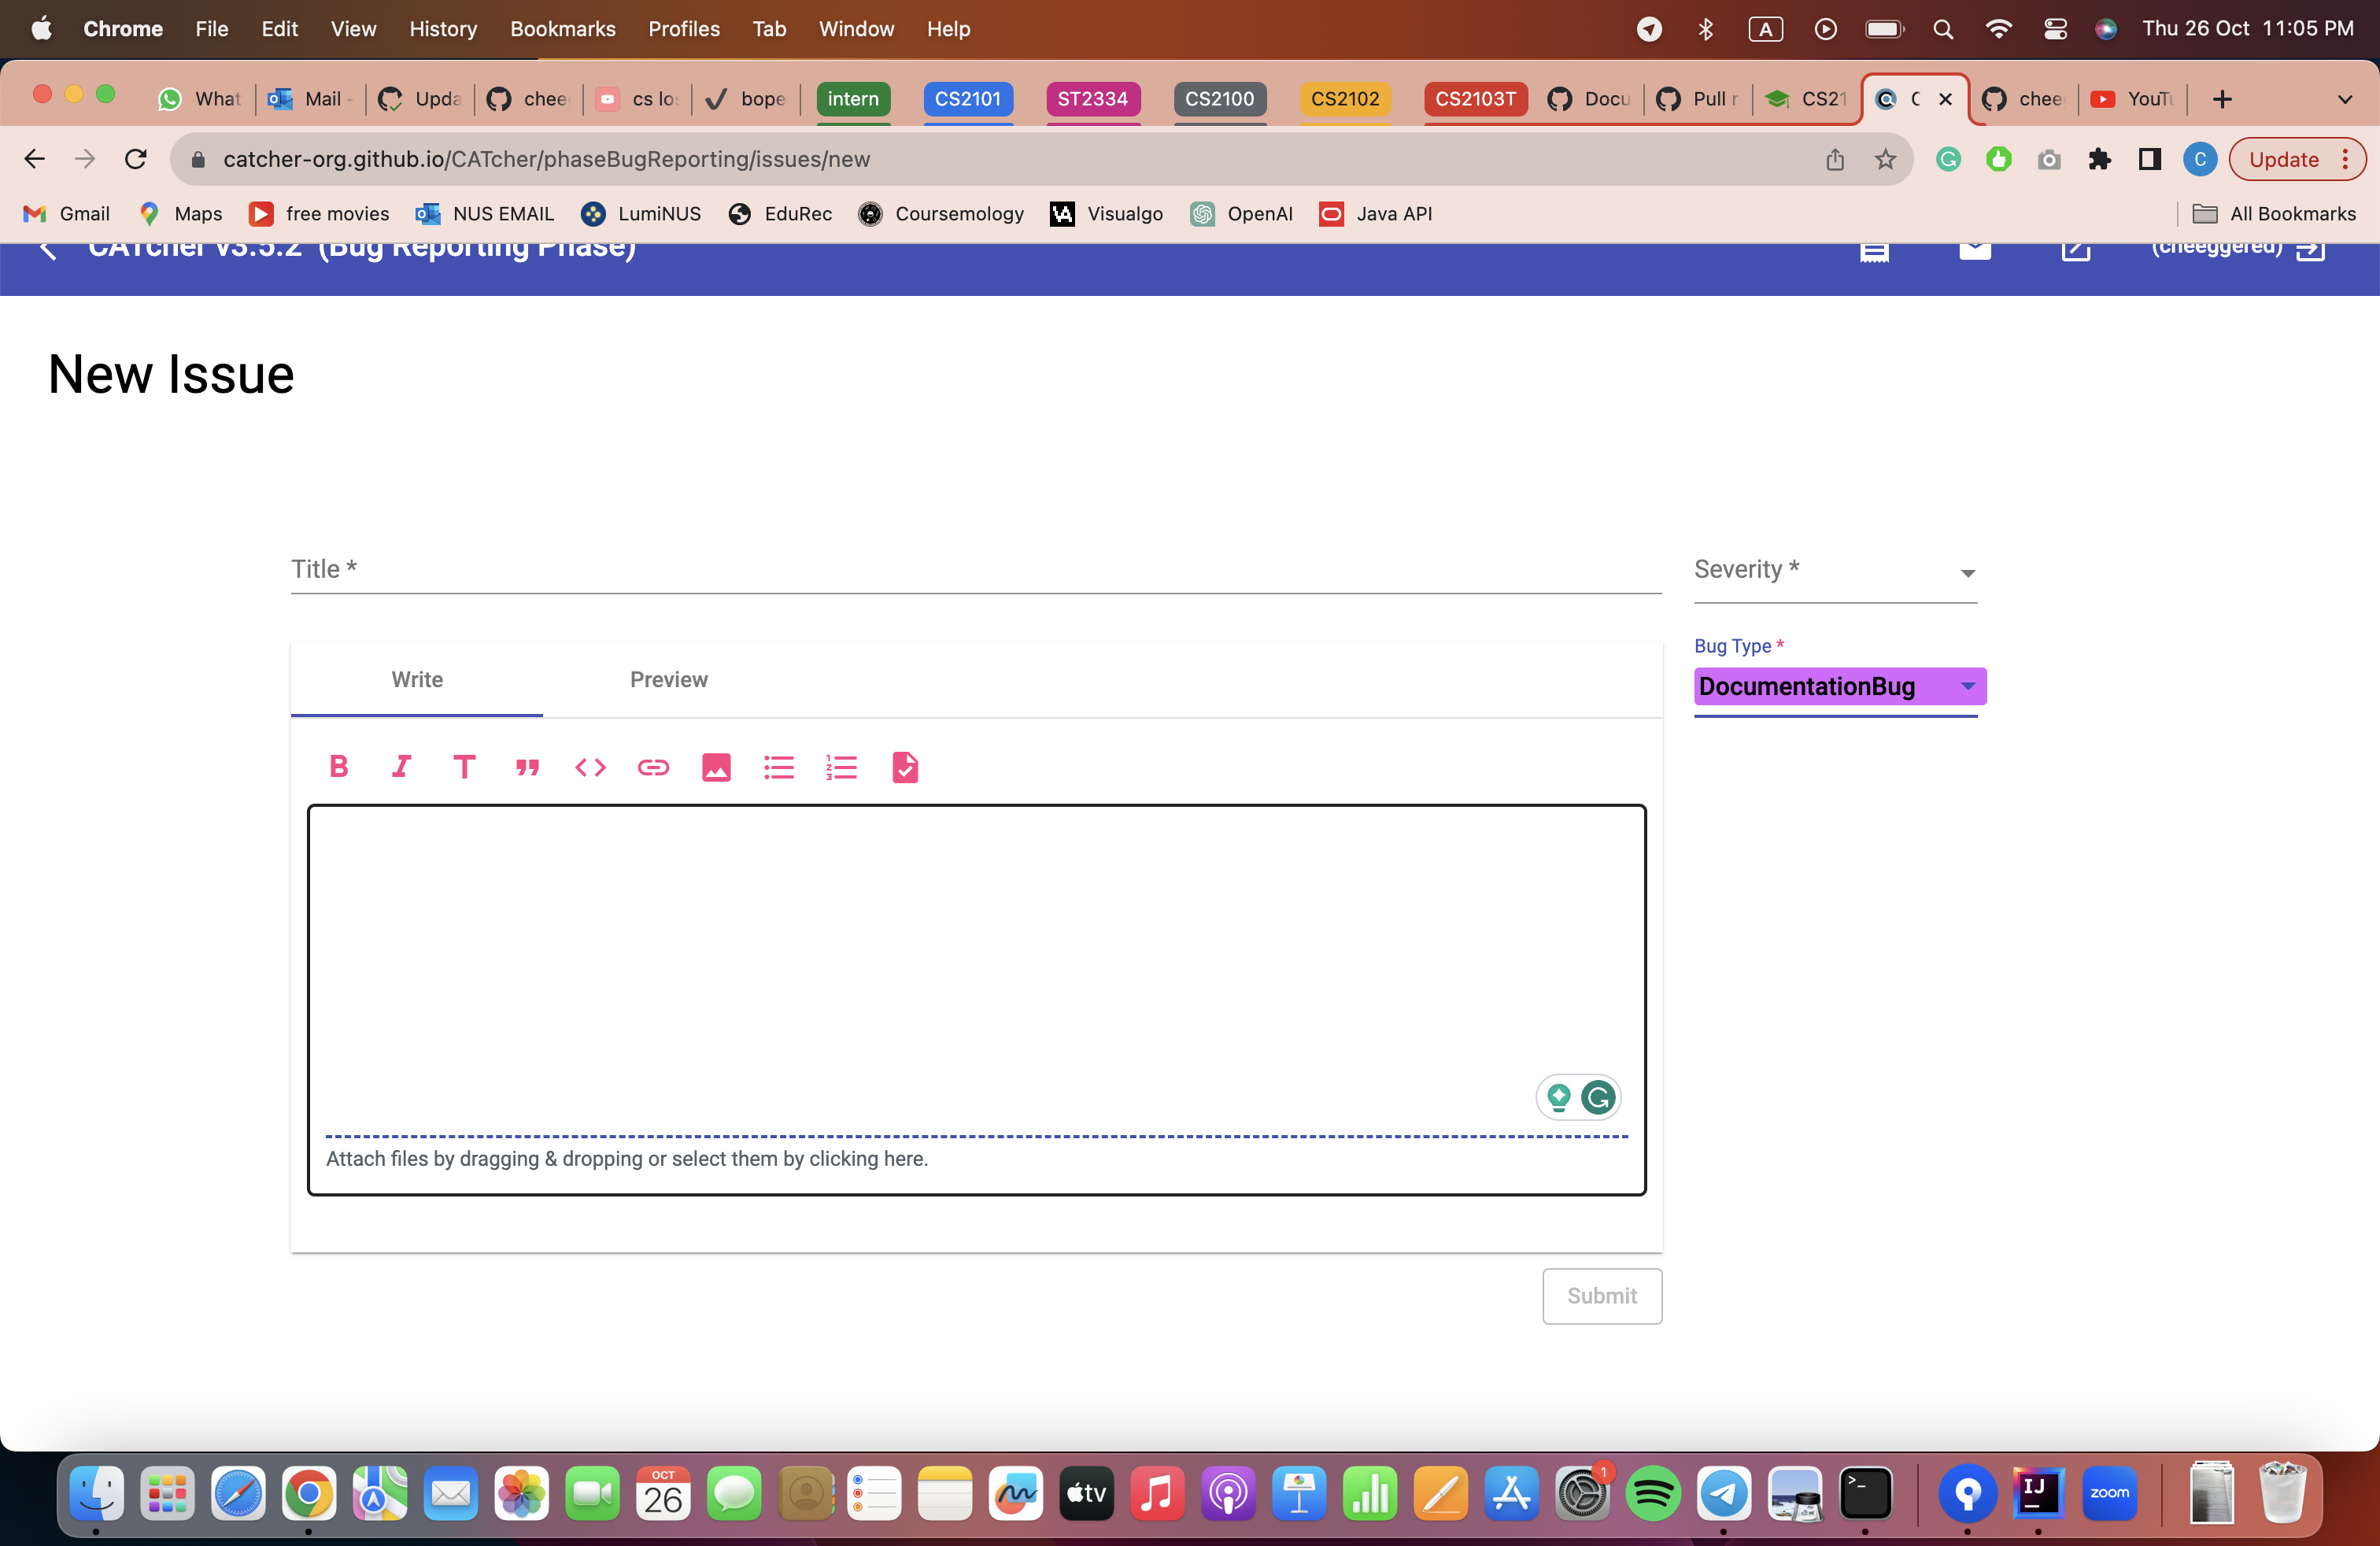 Chrome File Edit View History Bookmarks Profiles Tab Window Help A Thu 26 Oct 11:05 PM
What Mail - Upda chee cs los bope intern CS2101 ST2334 CS2100 CS2102 CS2103T Docu Pull r CS21 C chee YouTu
catcher-org.github.io/CATcher/phaseBugReporting/issues/new C Update
Gmail Maps free movies NUS EMAIL LumiNUS EduRec Coursemology Visualgo OpenAI Java API All Bookmarks
CATcher v3.5.2 (Bug Reporting Phase) (cheeggered)
New Issue
Title * Severity *
Bug Type *
DocumentationBug
Write Preview
Attach files by dragging & dropping or select them by clicking here.
Submit
OCT
26
tv
1
IJ
zoom